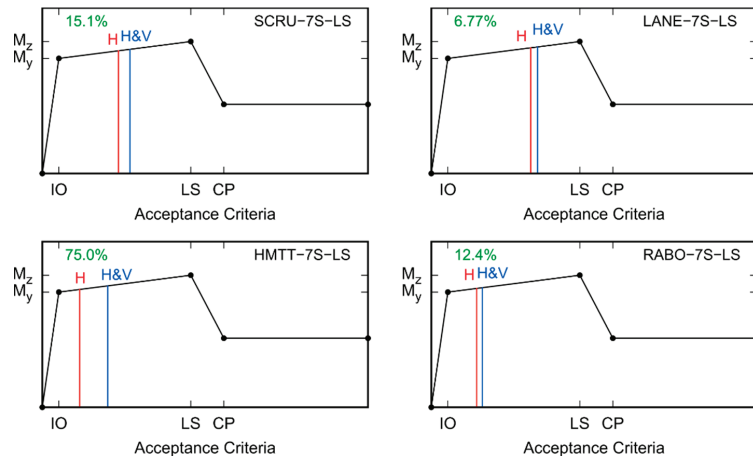 15.1% SCRU-7S-LS
H H&V
Mz
My
IO LS CP
Acceptance Criteria
6.77% LANE-7S-LS
H H&V
Mz
My
IO LS CP
Acceptance Criteria
75.0% HMTT-7S-LS
H H&V
Mz
My
IO LS CP
Acceptance Criteria
12.4% RABO-7S-LS
H H&V
Mz
My
IO LS CP
Acceptance Criteria